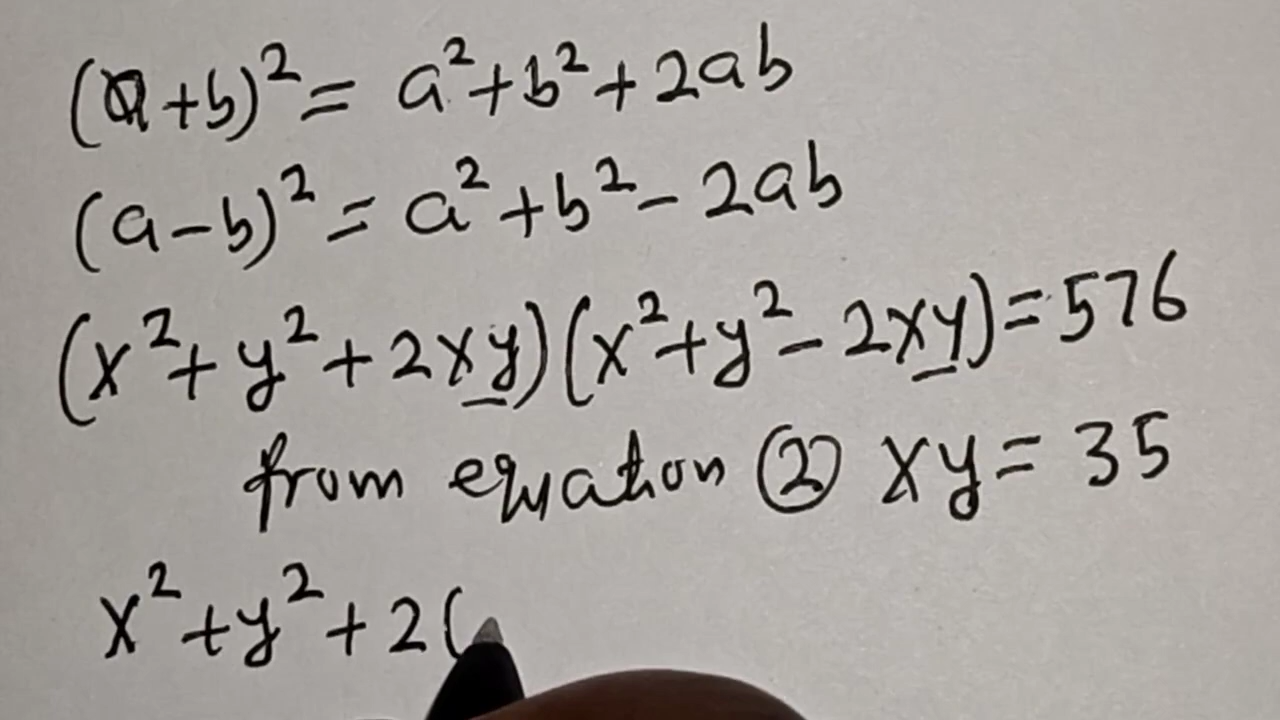 (a+b)²= a²+b²+2ab
(a-b)²= a²+b²- 2ab
(x²+y²+2xy)(x²+y²- 2xy)=576
from equation ② xy= 35
x²+y²+2(